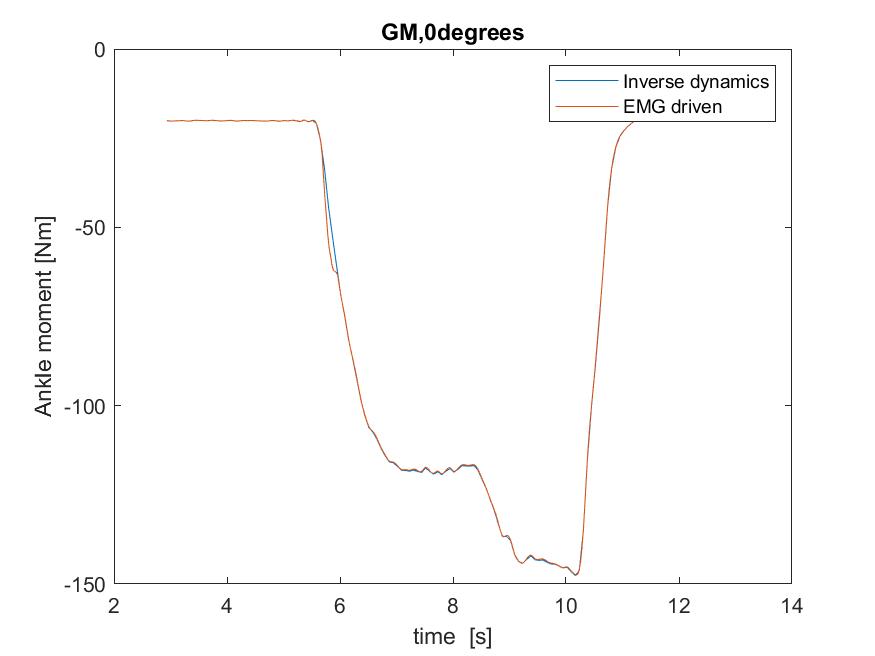 GM,0degrees
0
-50
-100
-150
Ankle moment [Nm]
Inverse dynamics
EMG driven
2 4 6 8 10 12 14
time [s]